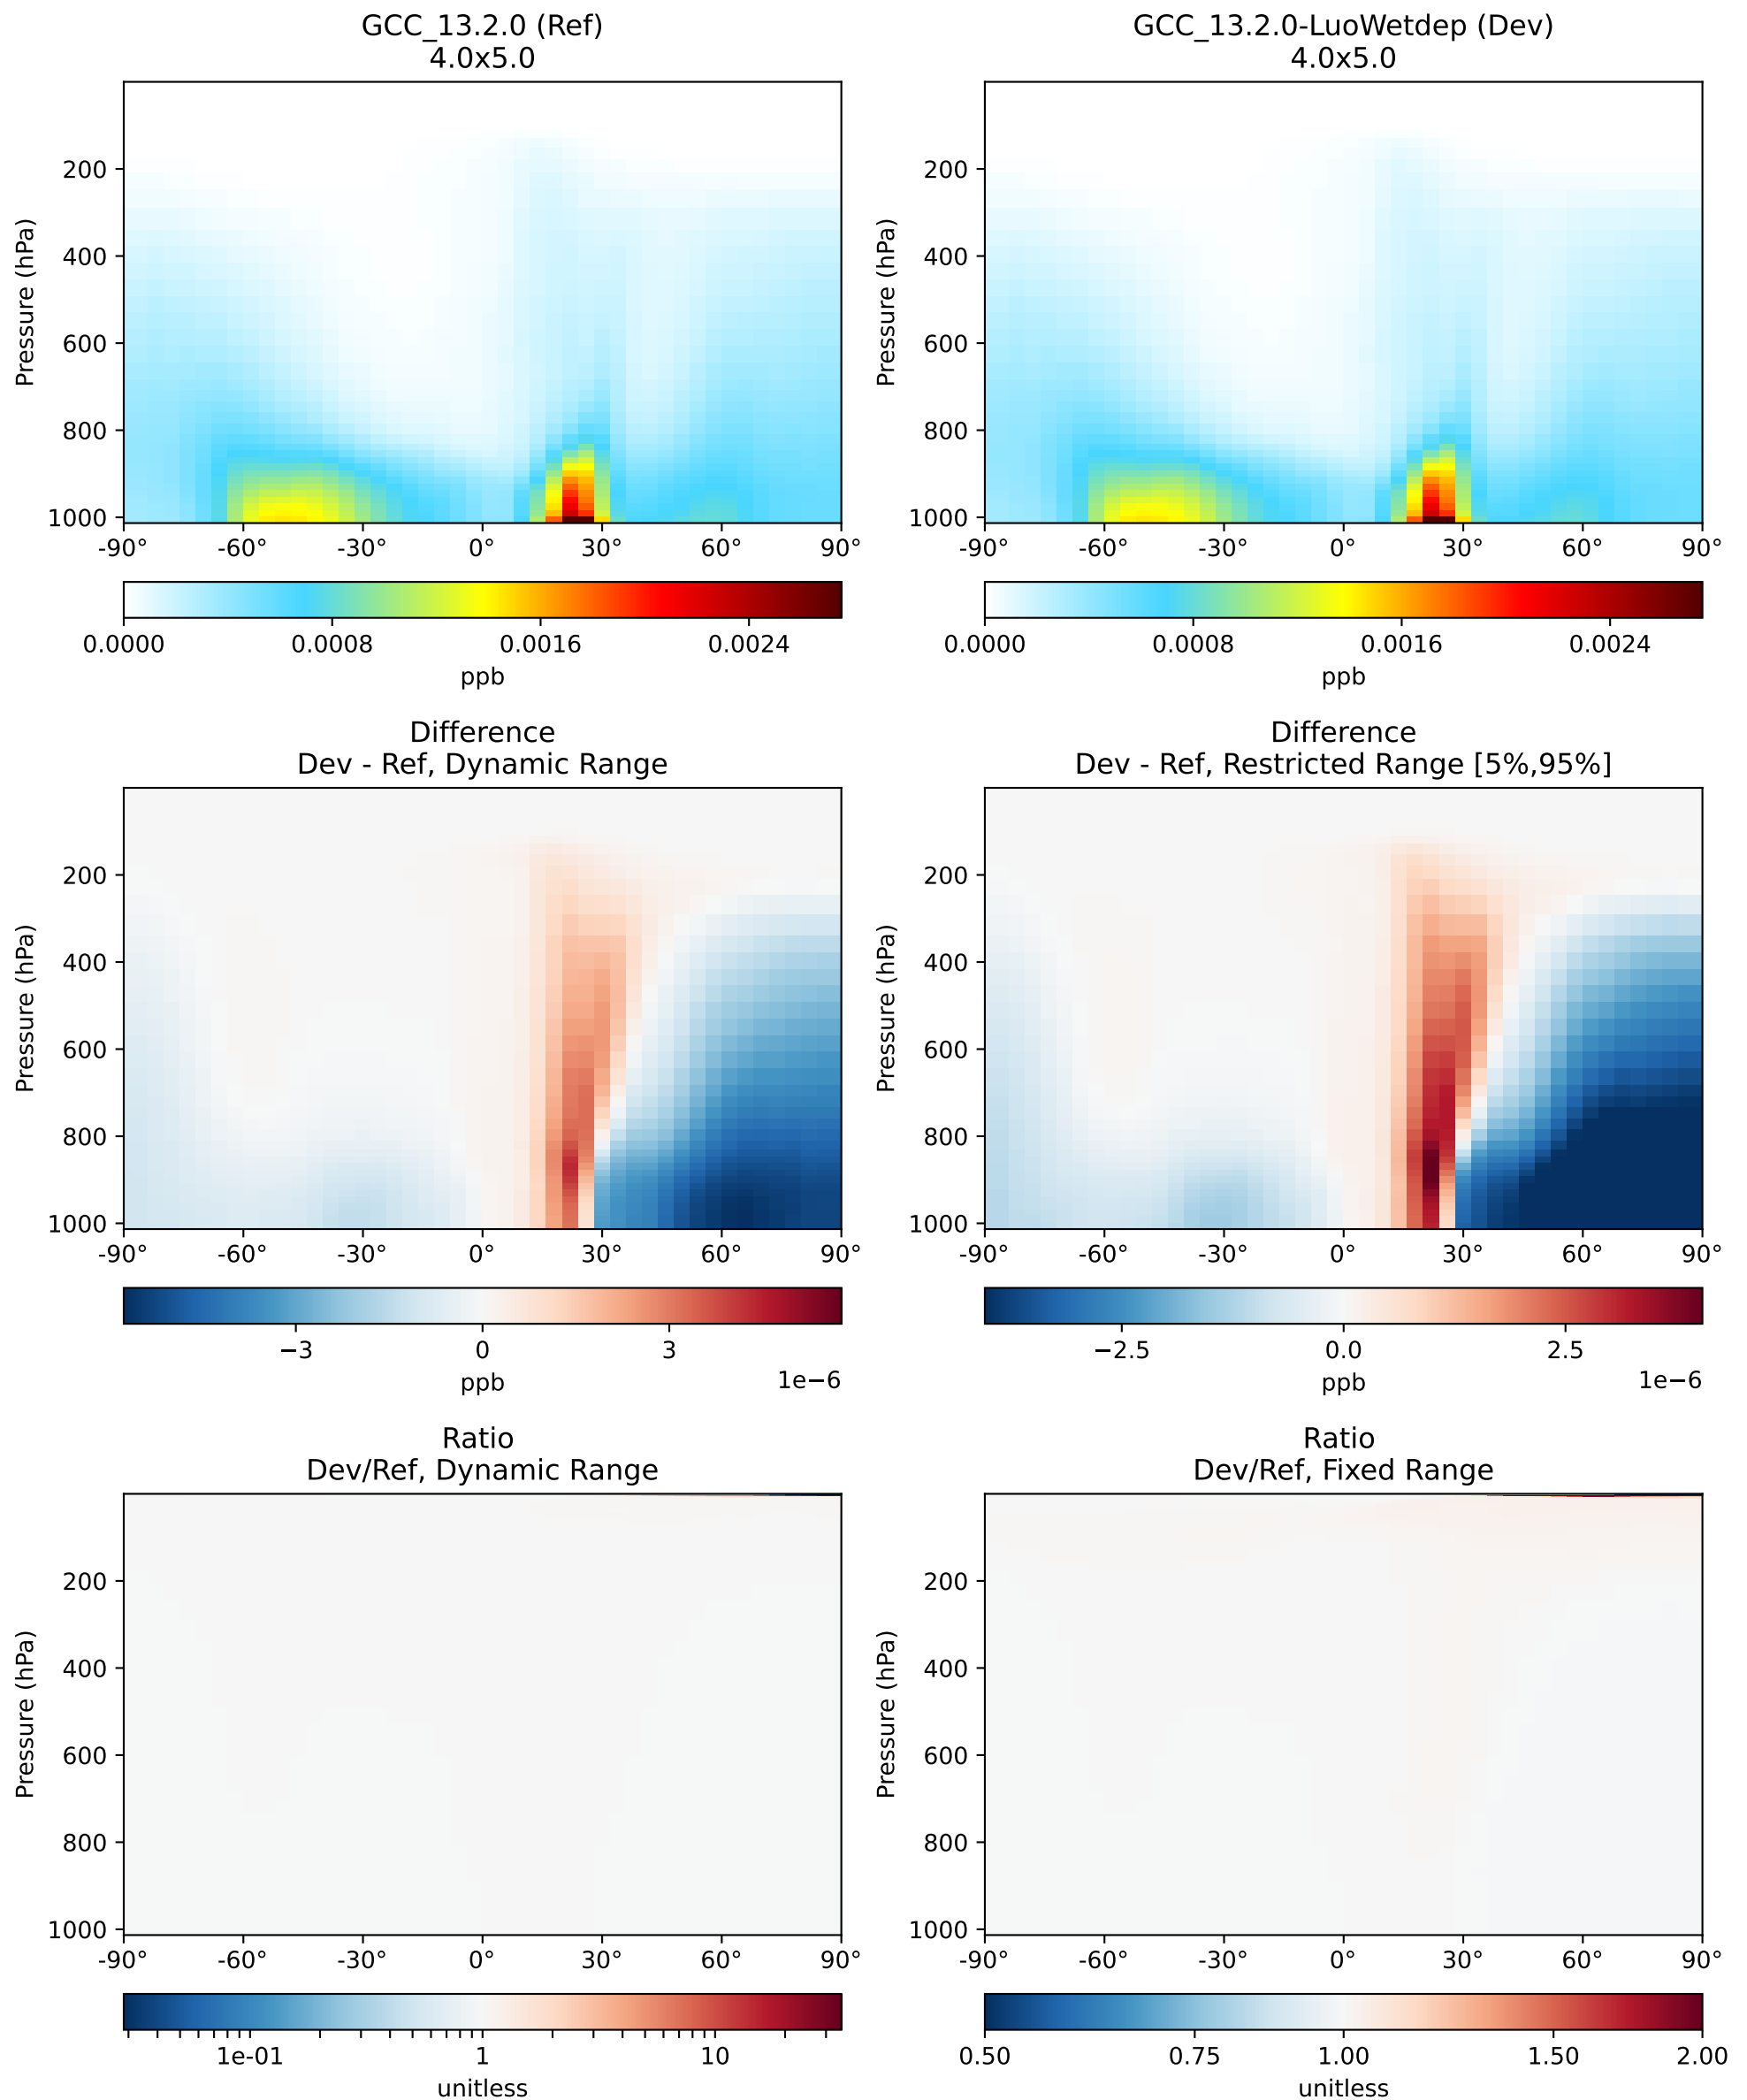 GCC_13.2.0 (Ref)
4.0x5.0
Pressure (hPa)
200
400
600
800
1000
-90° -60° -30° 0° 30° 60° 90°
0.0000 0.0008 0.0016 0.0024
ppb
GCC_13.2.0-LuoWetdep (Dev)
4.0x5.0
Pressure (hPa)
200
400
600
800
1000
-90° -60° -30° 0° 30° 60° 90°
0.0000 0.0008 0.0016 0.0024
ppb
Difference
Dev - Ref, Dynamic Range
Pressure (hPa)
200
400
600
800
1000
-90° -60° -30° 0° 30° 60° 90°
−3 0 3
ppb 1e−6
Difference
Dev - Ref, Restricted Range [5%,95%]
Pressure (hPa)
200
400
600
800
1000
-90° -60° -30° 0° 30° 60° 90°
−2.5 0.0 2.5
ppb 1e−6
Ratio
Dev/Ref, Dynamic Range
Pressure (hPa)
200
400
600
800
1000
-90° -60° -30° 0° 30° 60° 90°
1e-01 1 10
unitless
Ratio
Dev/Ref, Fixed Range
Pressure (hPa)
200
400
600
800
1000
-90° -60° -30° 0° 30° 60° 90°
0.50 0.75 1.00 1.50 2.00
unitless